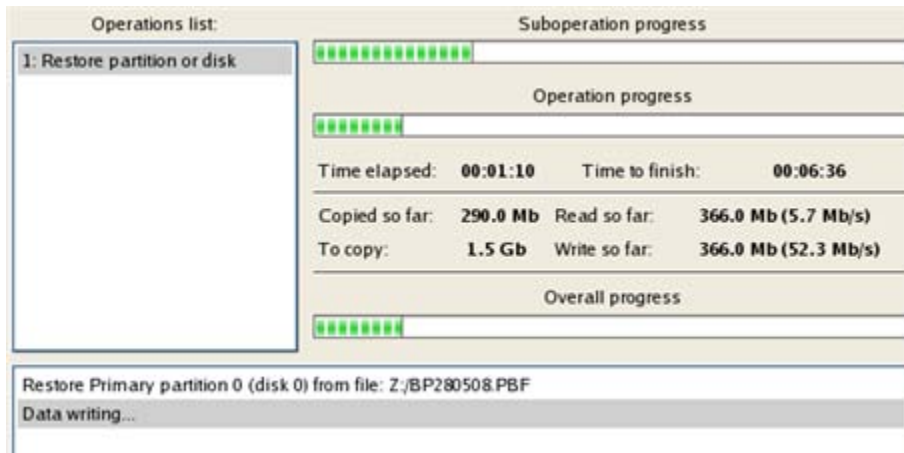 Operations list:
1: Restore partition or disk
Suboperation progress
Operation progress
Time elapsed: 00:01:10 Time to finish: 00:06:36
Copied so far: 290.0 Mb Read so far: 366.0 Mb (5.7 Mb/s)
To copy: 1.5 Gb Write so far: 366.0 Mb (52.3 Mb/s)
Overall progress
Restore Primary partition 0 (disk 0) from file: Z:/BP280508.PBF
Data writing...